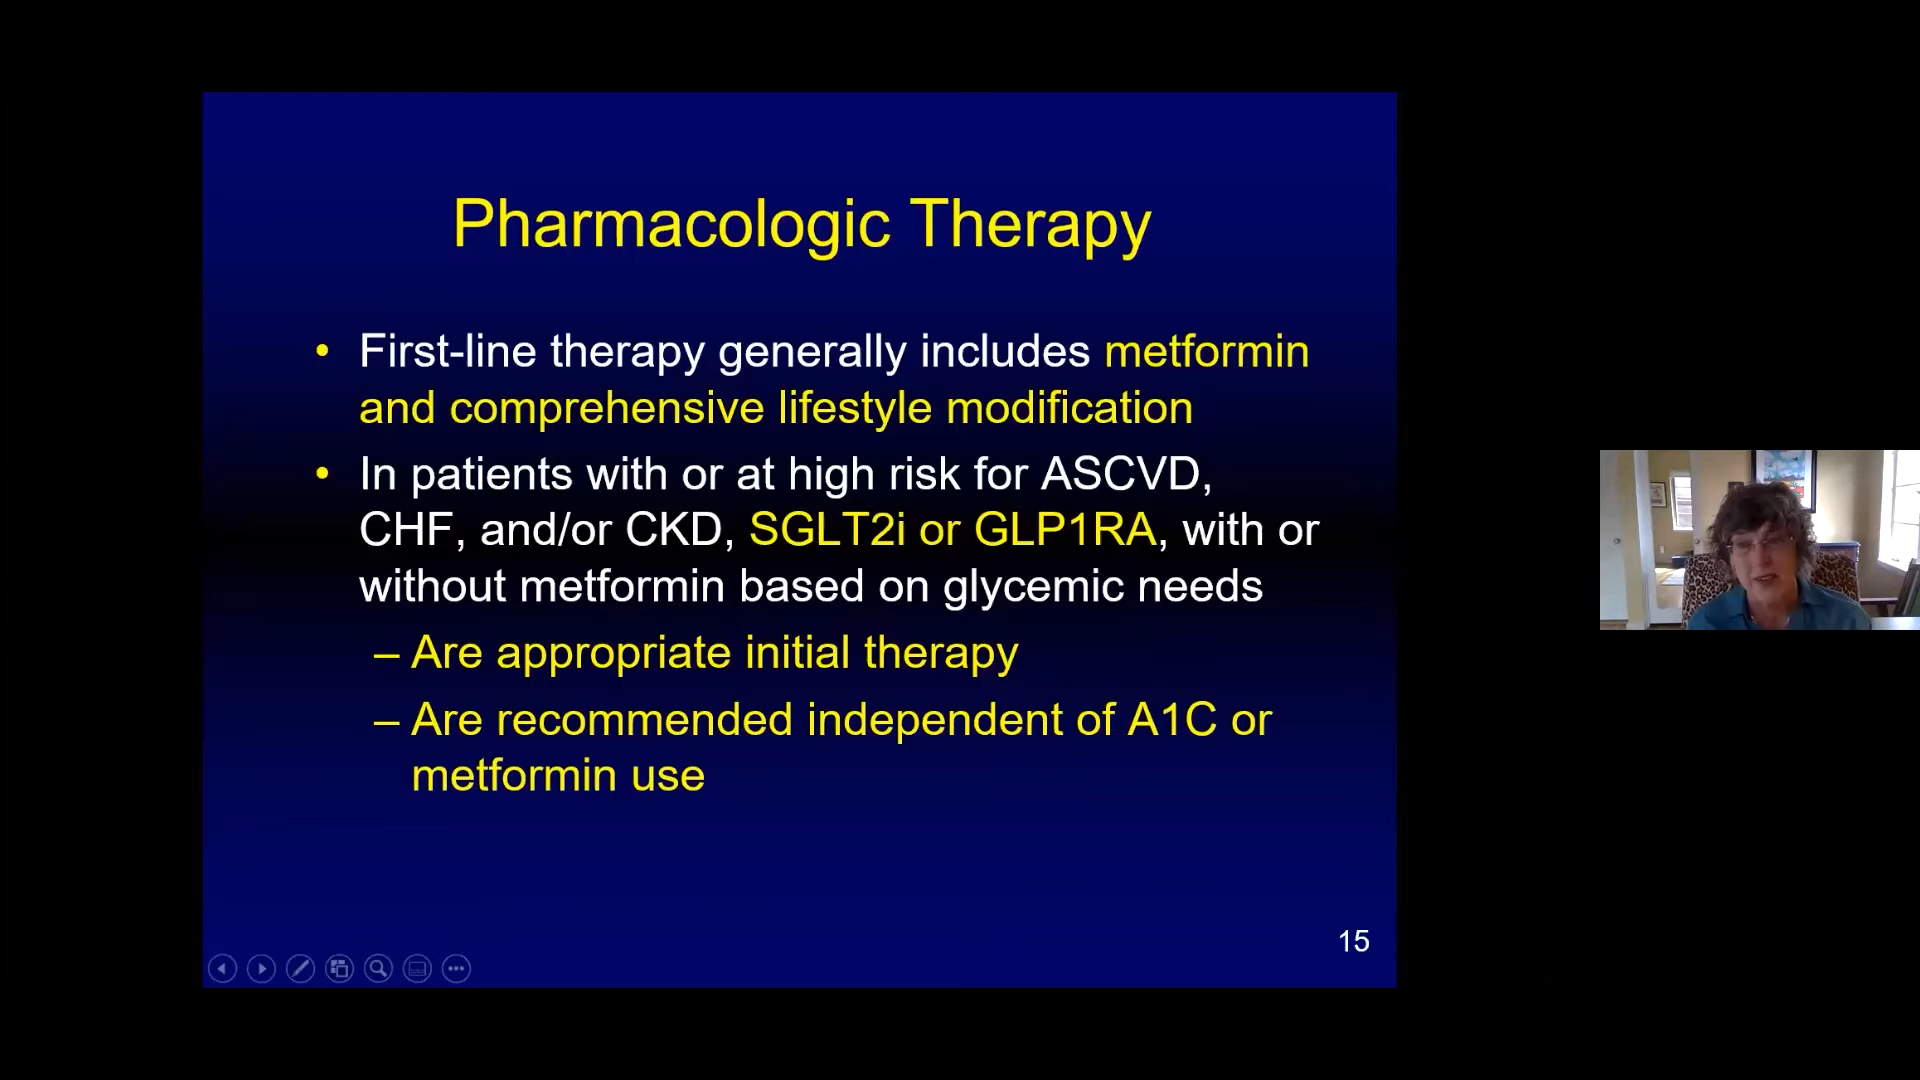 Pharmacologic Therapy
• First-line therapy generally includes metformin
and comprehensive lifestyle modification
• In patients with or at high risk for ASCVD,
CHF, and/or CKD, SGLT2i or GLP1RA, with or
without metformin based on glycemic needs
– Are appropriate initial therapy
– Are recommended independent of A1C or
metformin use
15